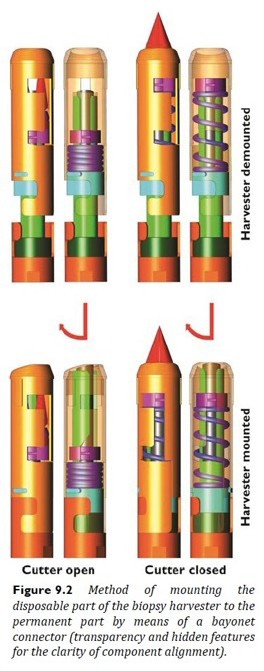 Harvester demounted
Harvester mounted
Cutter open
Cutter closed
Figure 9.2 Method of mounting the
disposable part of the biopsy harvester to the
permanent part by means of a bayonet
connector (transparency and hidden features
for the clarity of component alignment).